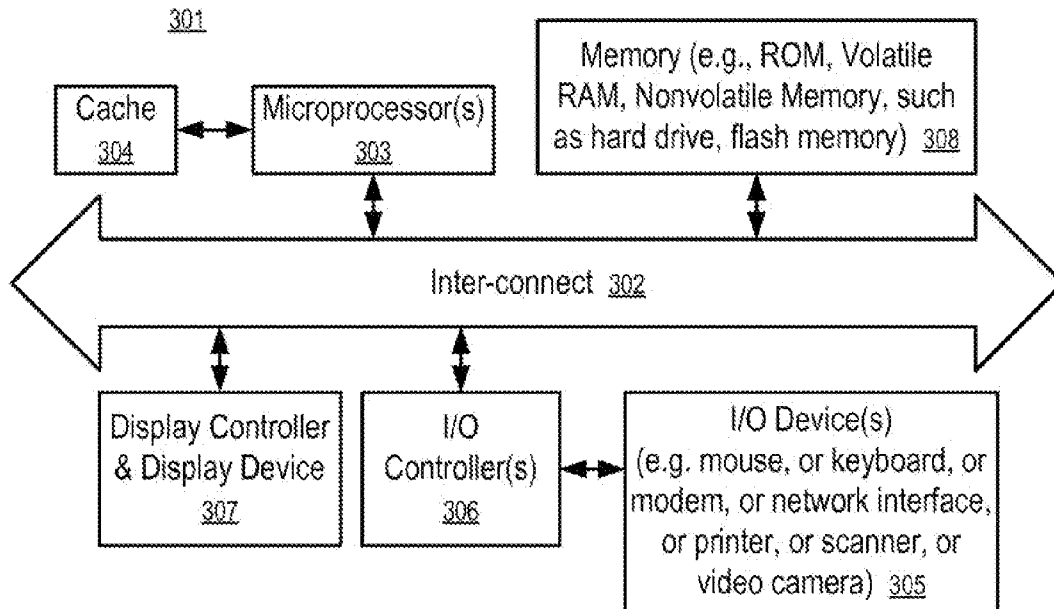 301
Cache
304
Microprocessor(s)
303
Memory (e.g., ROM, Volatile
RAM, Nonvolatile Memory, such
as hard drive, flash memory) 308
Inter-connect 302
Display Controller
& Display Device
307
I/O
Controller(s)
306
I/O Device(s)
(e.g. mouse, or keyboard, or
modem, or network interface,
or printer, or scanner, or
video camera) 305